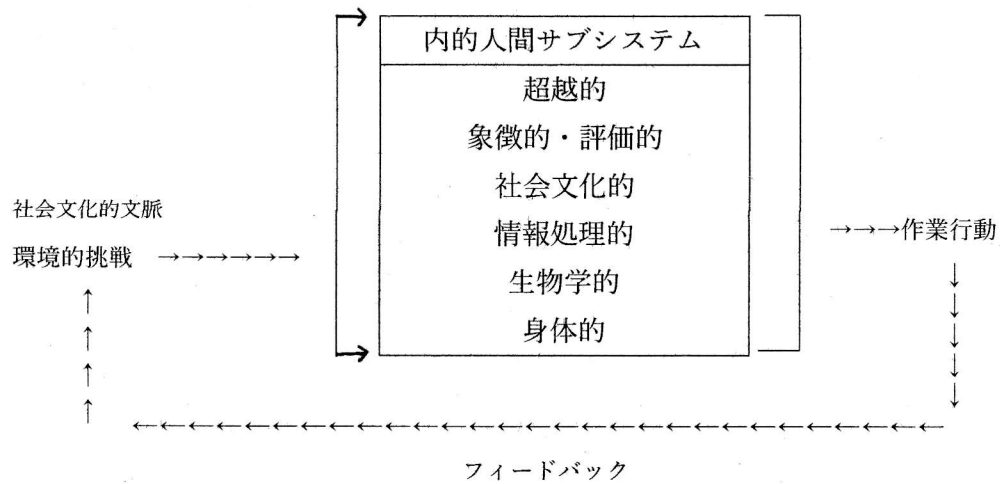 内的人間サブシステム
超越的
象徴的・評価的
社会文化的
情報処理的
生物学的
身体的
社会文化的文脈
環境的挑戦 →→→→→→
→→→作業行動
フィードバック